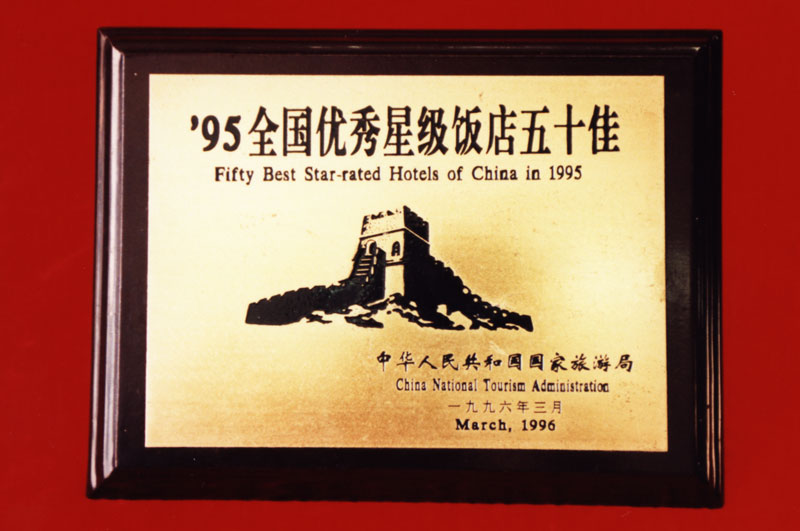 '95全国优秀星级饭店五十佳
Fifty Best Star-rated Hotels of China in 1995
中华人民共和国国家旅游局
China National Tourism Administration
一九九六年三月
March, 1996